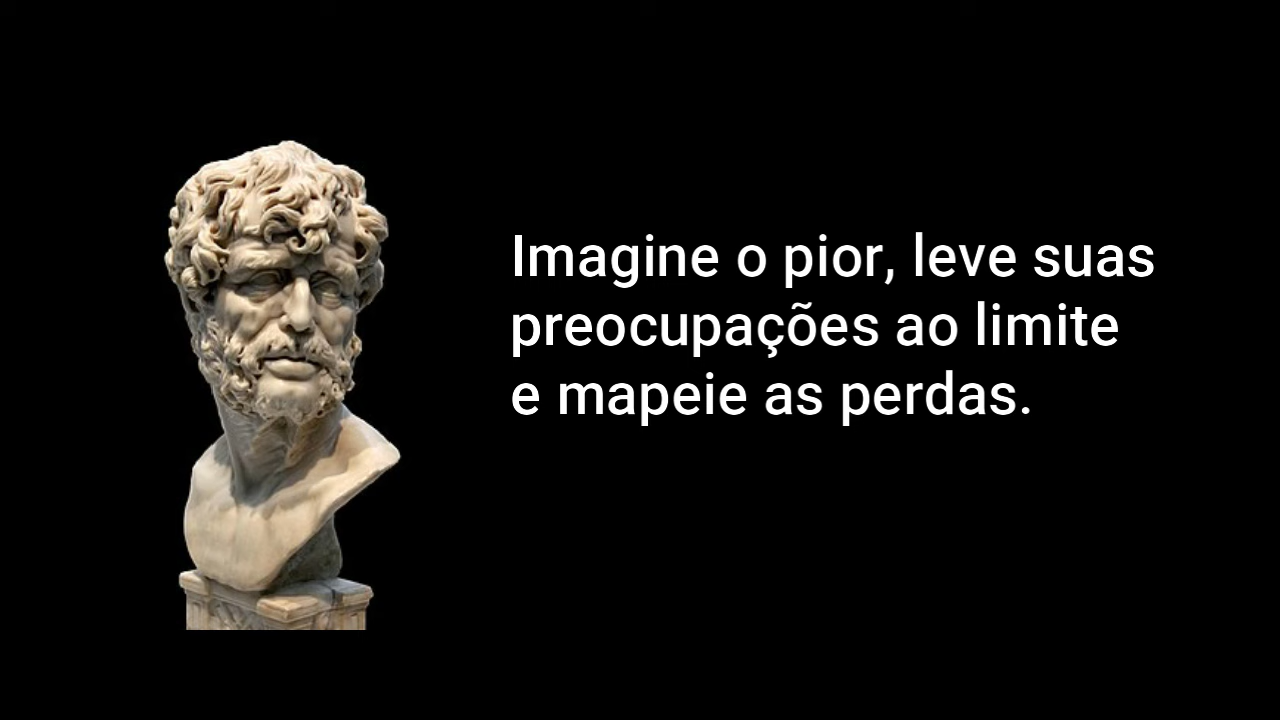 Imagine o pior, leve suas
preocupações ao limite
e mapeie as perdas.